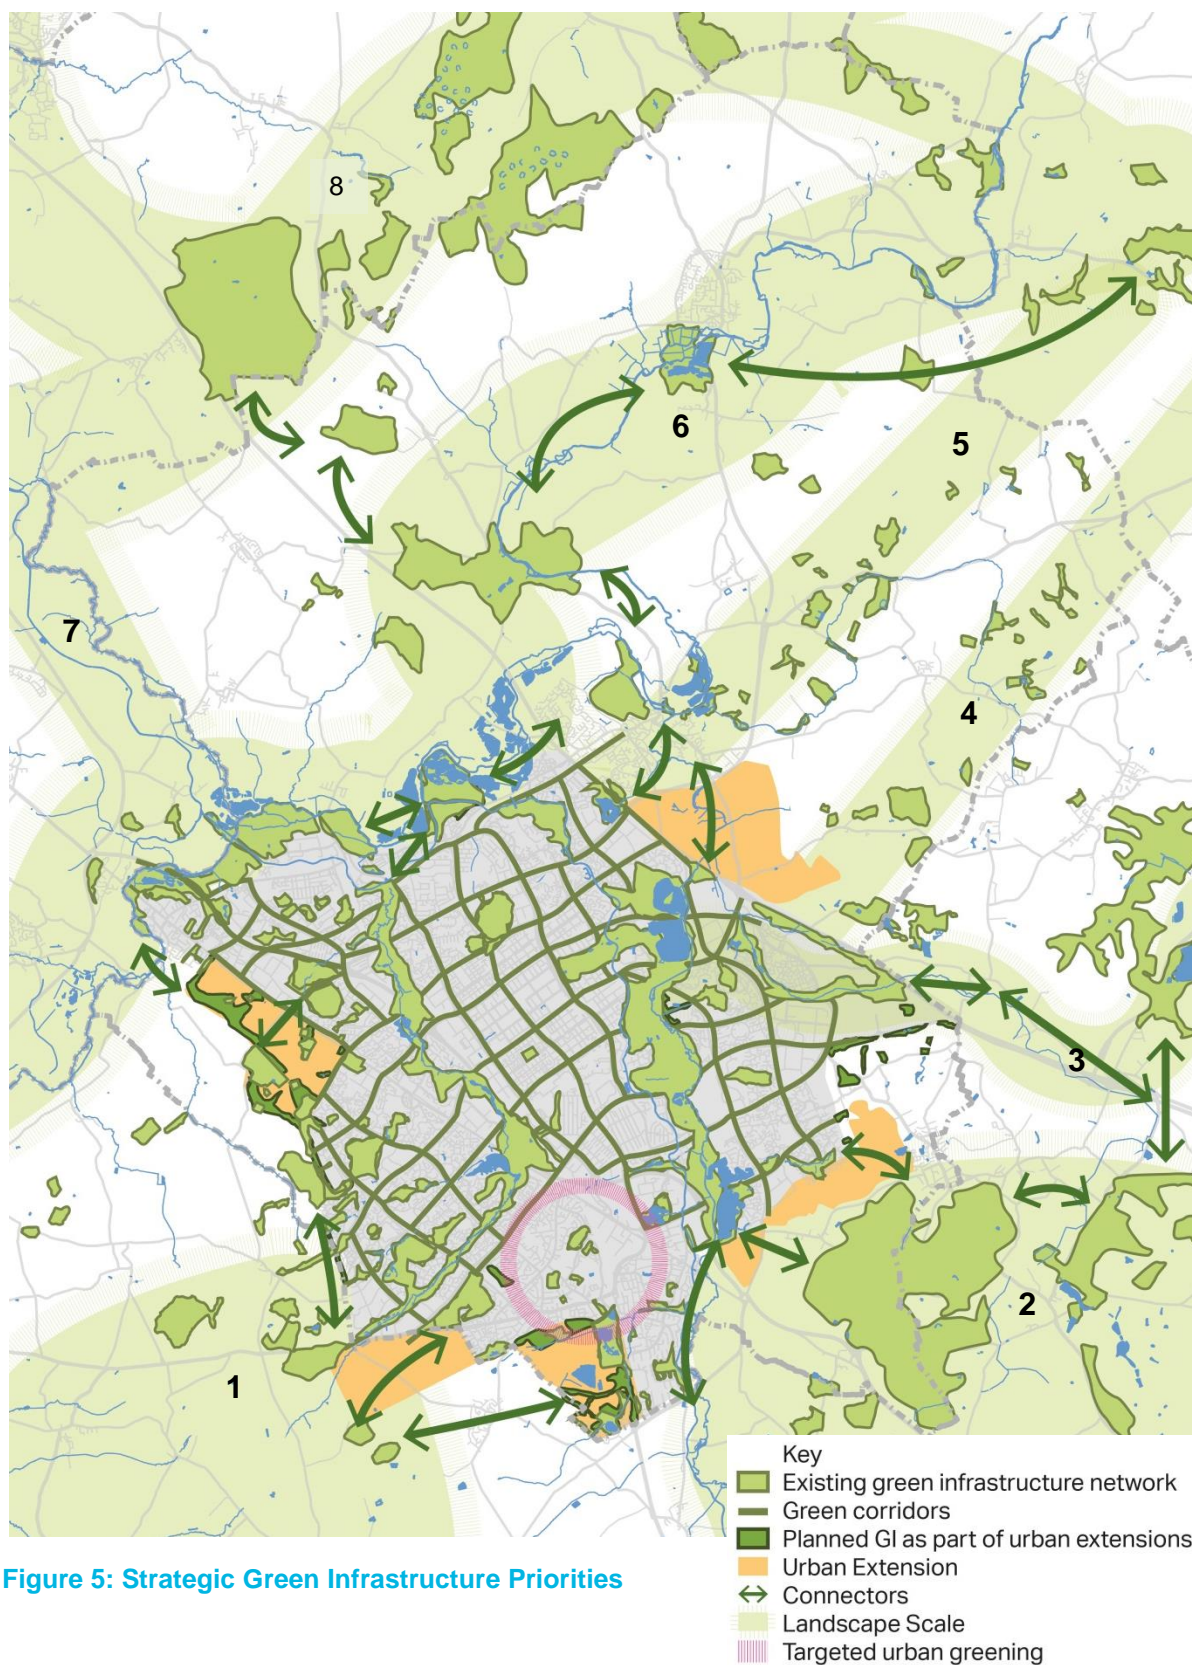 8
6
5
7
4
3
2
1
Key
Existing green infrastructure network
Green corridors
Planned GI as part of urban extensions
Urban Extension
Connectors
Landscape Scale
Targeted urban greening
Figure 5: Strategic Green Infrastructure Priorities